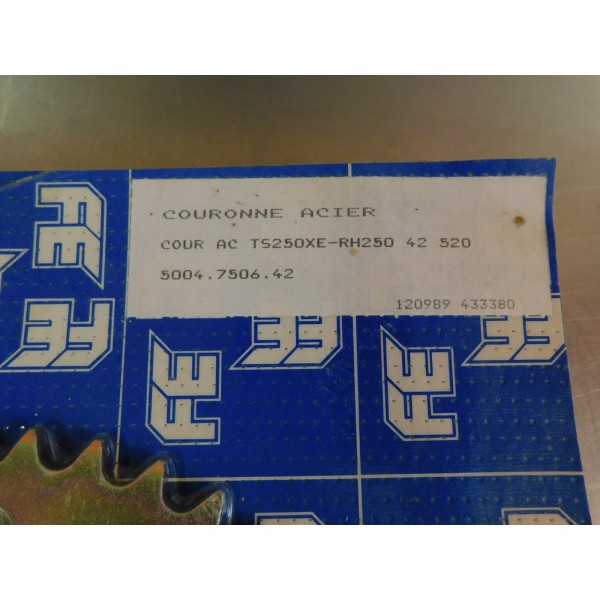 COURONNE ACIER
COUR AC TS250XE-RH250 42 520
5004.7506.42
120989 433380